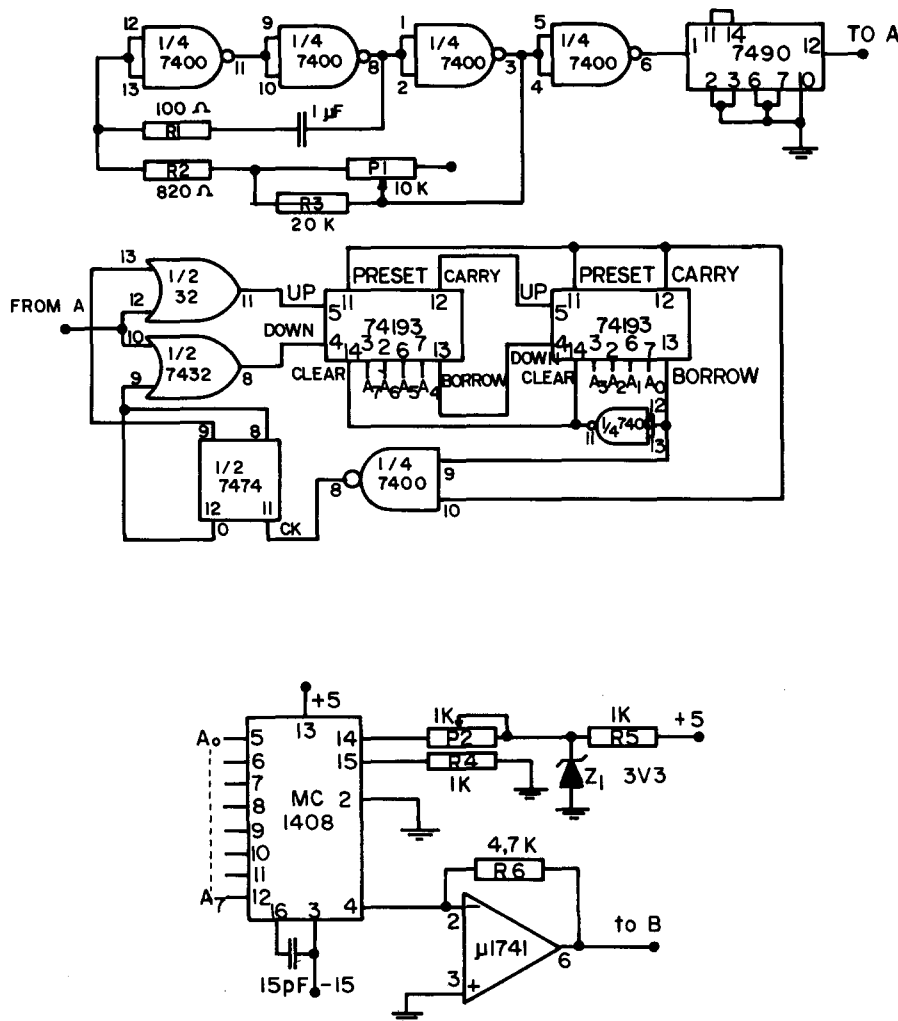 12 9 1 5
1/4 1/4 1/4 1/4
7400 7400 7400 7400
11 8 3 6
13 10 2 4
11 14
1 7490 12 TO A
2 3 6 7 10
100 Ω 1 µF
R1
R2 P1
820 Ω 10 K
R3
20 K
13 PRESET CARRY PRESET CARRY
1/2
32
FROM A 12 11 UP 11 12 UP 11 12
10 5 74193 5 74193
1/2 DOWN 4 DOWN 4
7432 8 14 3 2 6 7 13 14 3 2 6 7 13
9 CLEAR A7 A6 A5 A4 BORROW CLEAR A3 A2 A1 A0 BORROW
12
1/4 7400
11 13
9 8
1/2
7474
12 11
0 CK
1/4
7400
8 9
10
+5
13
A0 5 14 1K P2 1K R5 +5
6 15 R4
7 1K Z1 3V3
8 MC 2
9 1408
10
11
A7 12 4
16 3
15pF -15
4,7 K
R6
2 −
µ1741
3 + 6
to B